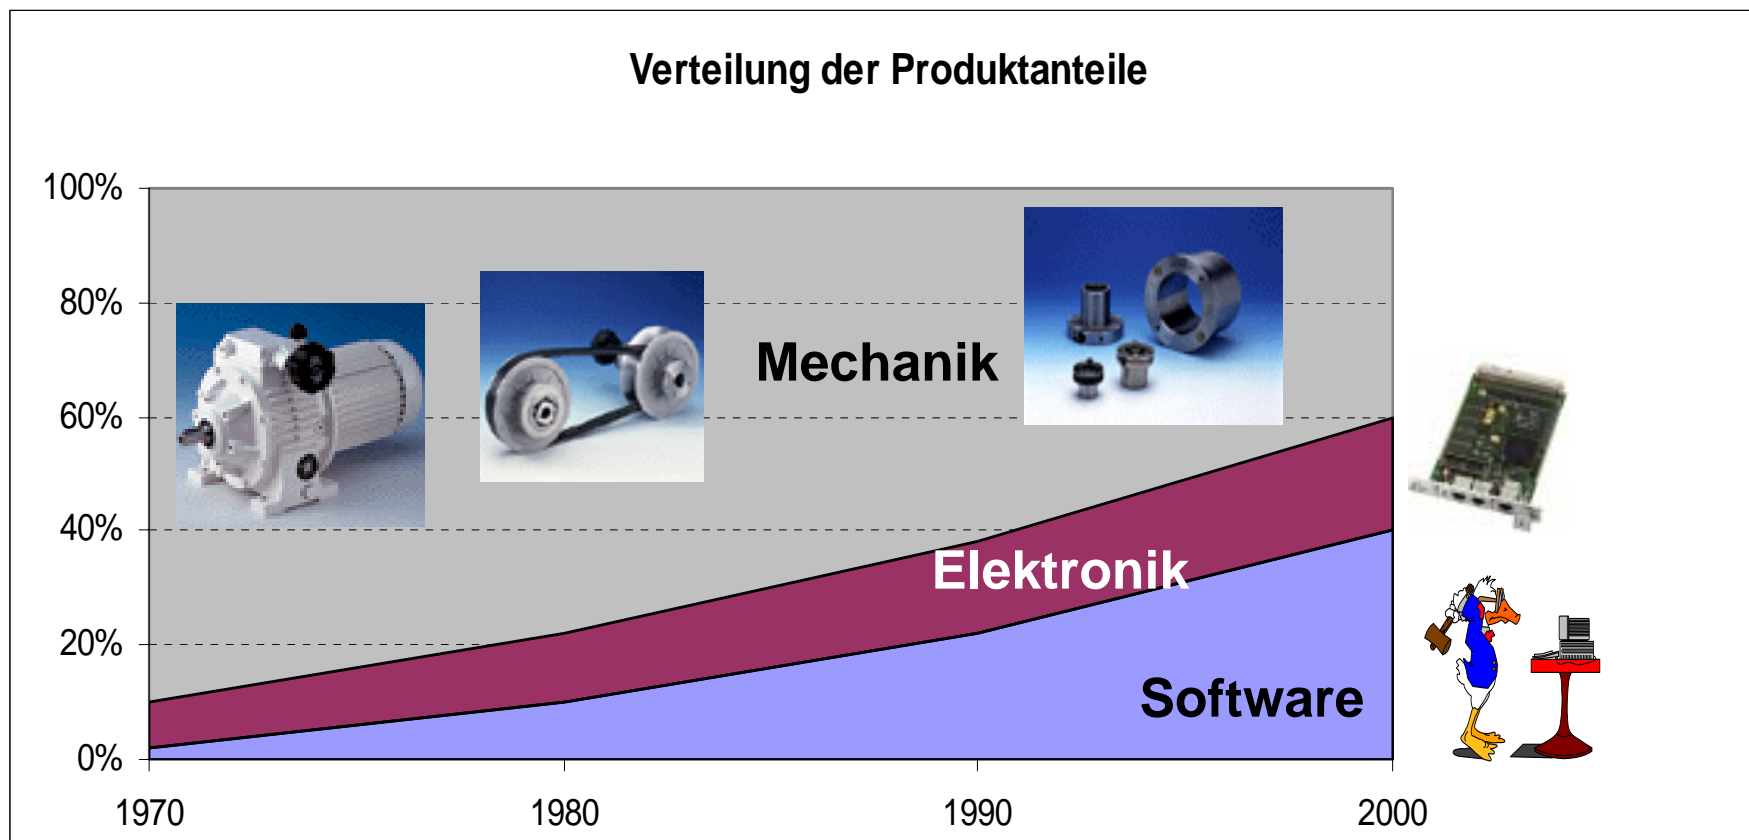 Verteilung der Produktanteile
100%
80%
60%
40%
20%
0%
Mechanik
Elektronik
Software
1970 1980 1990 2000